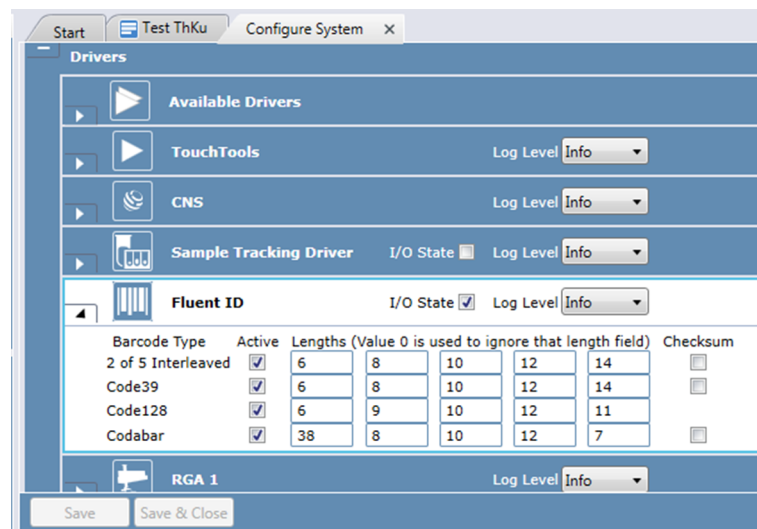 Start Test ThKu Configure System ×
Drivers
Available Drivers
TouchTools Log Level Info
CNS Log Level Info
Sample Tracking Driver I/O State Log Level Info
Fluent ID I/O State Log Level Info
Barcode Type Active Lengths (Value 0 is used to ignore that length field) Checksum
2 of 5 Interleaved 6 8 10 12 14
Code39 6 8 10 12 14
Code128 6 9 10 12 11
Codabar 38 8 10 12 7
RGA 1 Log Level Info
Save Save & Close